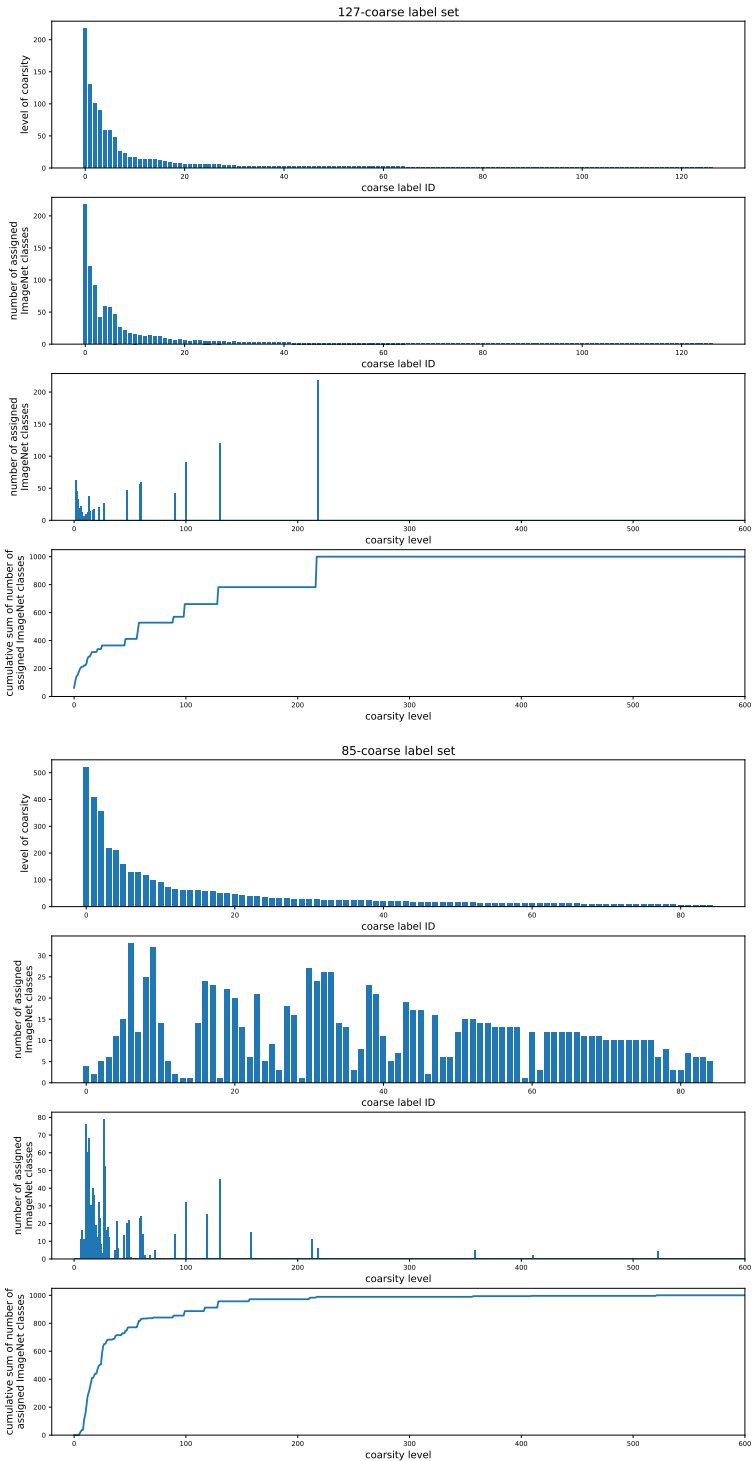 127-coarse label set
level of coarsity
200
150
100
50
0
0 20 40 60 80 100 120
coarse label ID
number of assigned
ImageNet classes
200
150
100
50
0
0 20 40 60 80 100 120
coarse label ID
number of assigned
ImageNet classes
200
150
100
50
0
0 100 200 300 400 500 600
coarsity level
cumulative sum of number of
assigned ImageNet classes
1000
800
600
400
200
0
0 100 200 300 400 500 600
coarsity level
85-coarse label set
level of coarsity
500
400
300
200
100
0
0 20 40 60 80
coarse label ID
number of assigned
ImageNet classes
30
25
20
15
10
5
0
0 20 40 60 80
coarse label ID
number of assigned
ImageNet classes
80
70
60
50
40
30
20
10
0
0 100 200 300 400 500 600
coarsity level
cumulative sum of number of
assigned ImageNet classes
1000
800
600
400
200
0
0 100 200 300 400 500 600
coarsity level